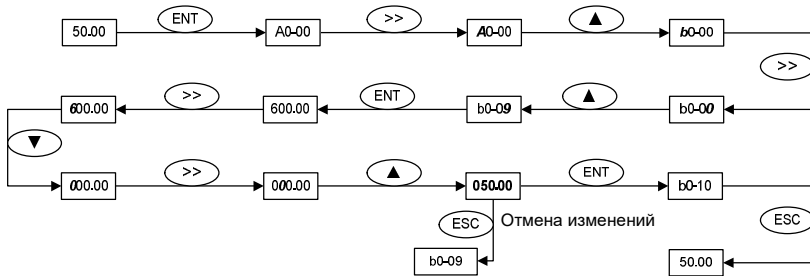 50.00 ENT A0-00 >> A0-00 ▲ b0-00
>>
600.00 >> 600.00 ENT b0-09 ▲ b0-00
▼
000.00 >> 000.00 ▲ 050.00 ENT b0-10
ESC Отмена изменений ESC
b0-09 50.00